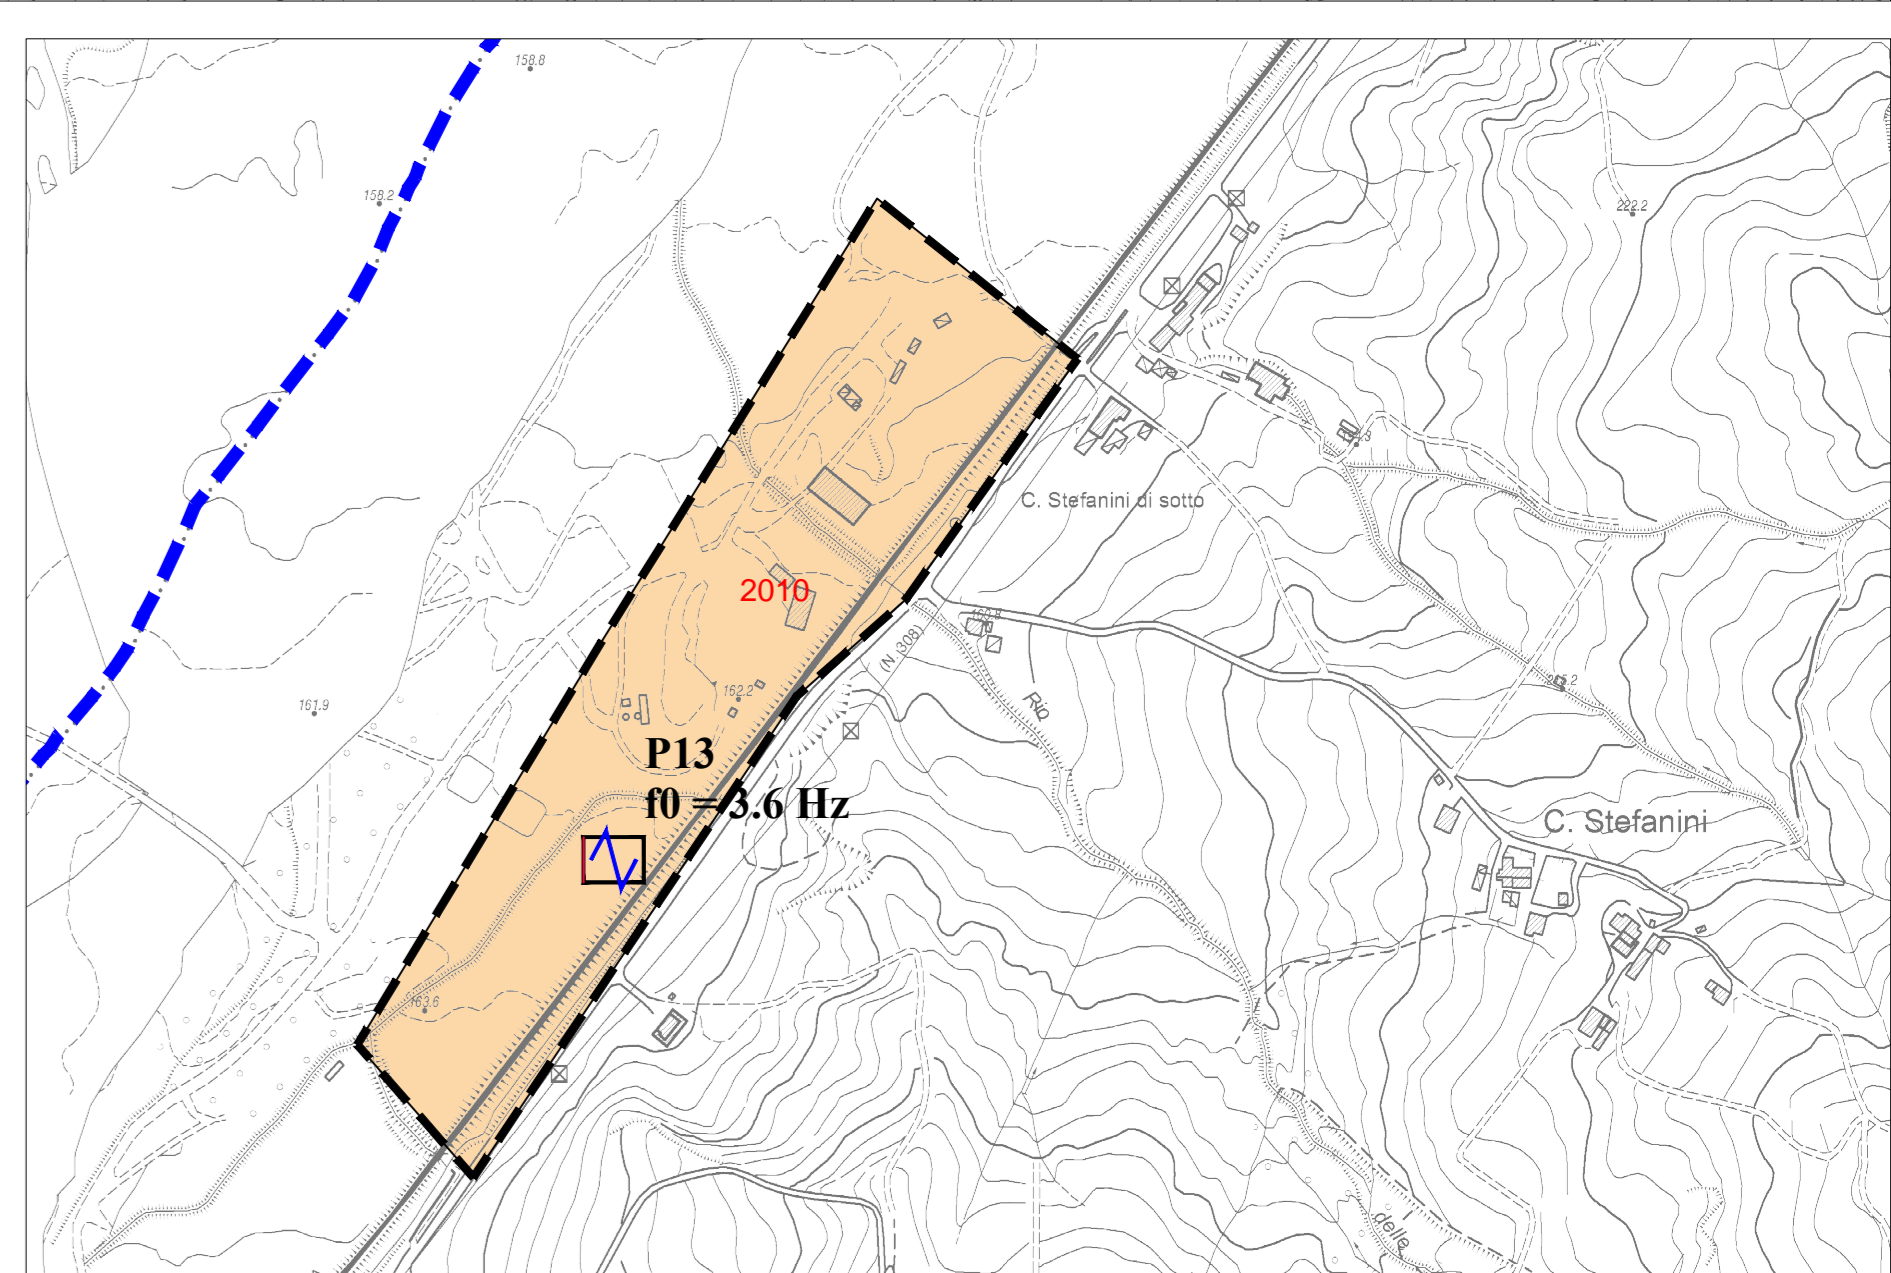 158.8
158.2
222.2
C. Stefanini di sotto
2010
(N. 308)
162.2
161.9
Rio
P13
f0 = 3.6 Hz
C. Stefanini
163.6
delle